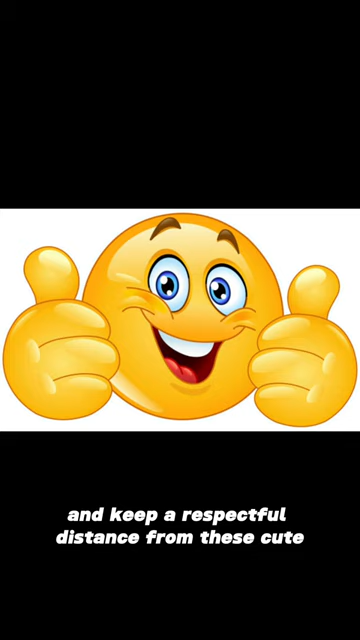 and keep a respectful
distance from these cute